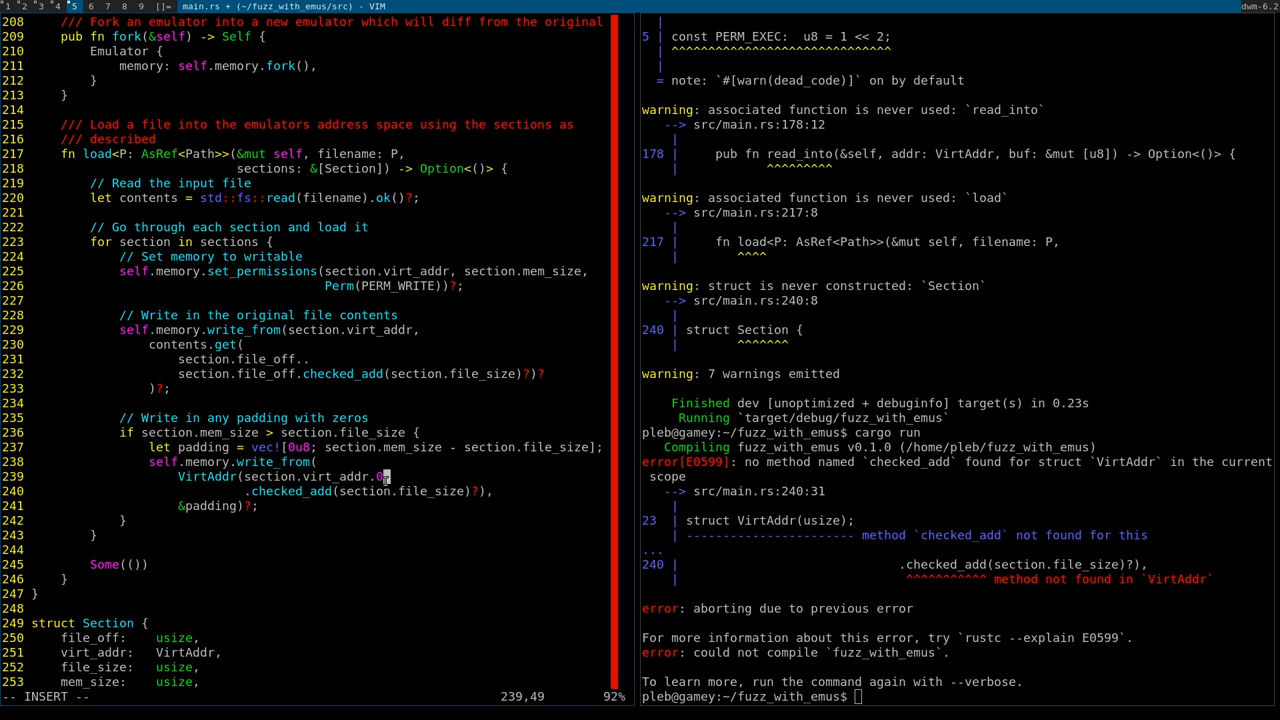 1 2 3 4 5 6 7 8 9 []= main.rs + (~/fuzz_with_emus/src) - VIM dwm-6.2
208     /// Fork an emulator into a new emulator which will diff from the original
209     pub fn fork(&self) -> Self {
210         Emulator {
211             memory: self.memory.fork(),
212         }
213     }
214
215     /// Load a file into the emulators address space using the sections as
216     /// described
217     fn load<P: AsRef<Path>>(&mut self, filename: P,
218                             sections: &[Section]) -> Option<()> {
219         // Read the input file
220         let contents = std::fs::read(filename).ok()?;
221
222         // Go through each section and load it
223         for section in sections {
224             // Set memory to writable
225             self.memory.set_permissions(section.virt_addr, section.mem_size,
226                                         Perm(PERM_WRITE))?;
227
228             // Write in the original file contents
229             self.memory.write_from(section.virt_addr,
230                 contents.get(
231                     section.file_off..
232                     section.file_off.checked_add(section.file_size)?)?
233                 )?;
234
235             // Write in any padding with zeros
236             if section.mem_size > section.file_size {
237                 let padding = vec![0u8; section.mem_size - section.file_size];
238                 self.memory.write_from(
239                     VirtAddr(section.virt_addr.0
240                              .checked_add(section.file_size)?),
241                     &padding)?;
242             }
243         }
244
245         Some(())
246     }
247 }
248
249 struct Section {
250     file_off:    usize,
251     virt_addr:   VirtAddr,
252     file_size:   usize,
253     mem_size:    usize,
-- INSERT --                    239,49          92%
  |
5 | const PERM_EXEC:  u8 = 1 << 2;
  | ^^^^^^^^^^^^^^^^^^^^^^^^^^^^^^
  |
  = note: `#[warn(dead_code)]` on by default

warning: associated function is never used: `read_into`
   --> src/main.rs:178:12
    |
178 |     pub fn read_into(&self, addr: VirtAddr, buf: &mut [u8]) -> Option<()> {
    |            ^^^^^^^^^

warning: associated function is never used: `load`
   --> src/main.rs:217:8
    |
217 |     fn load<P: AsRef<Path>>(&mut self, filename: P,
    |        ^^^^

warning: struct is never constructed: `Section`
   --> src/main.rs:240:8
    |
240 | struct Section {
    |        ^^^^^^^

warning: 7 warnings emitted

    Finished dev [unoptimized + debuginfo] target(s) in 0.23s
     Running `target/debug/fuzz_with_emus`
pleb@gamey:~/fuzz_with_emus$ cargo run
   Compiling fuzz_with_emus v0.1.0 (/home/pleb/fuzz_with_emus)
error[E0599]: no method named `checked_add` found for struct `VirtAddr` in the current
 scope
   --> src/main.rs:240:31
    |
23  | struct VirtAddr(usize);
    | ----------------------- method `checked_add` not found for this
...
240 |                              .checked_add(section.file_size)?),
    |                               ^^^^^^^^^^^ method not found in `VirtAddr`

error: aborting due to previous error

For more information about this error, try `rustc --explain E0599`.
error: could not compile `fuzz_with_emus`.

To learn more, run the command again with --verbose.
pleb@gamey:~/fuzz_with_emus$